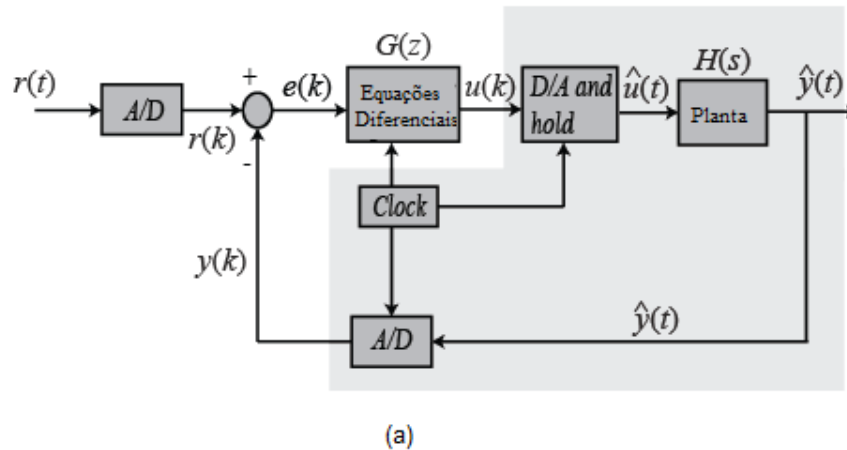 G(z)
H(s)
r(t)
A/D
r(k)
+
-
e(k)
Equações
Diferenciais
u(k)
D/A and
hold
û(t)
Planta
ŷ(t)
Clock
y(k)
A/D
ŷ(t)
(a)